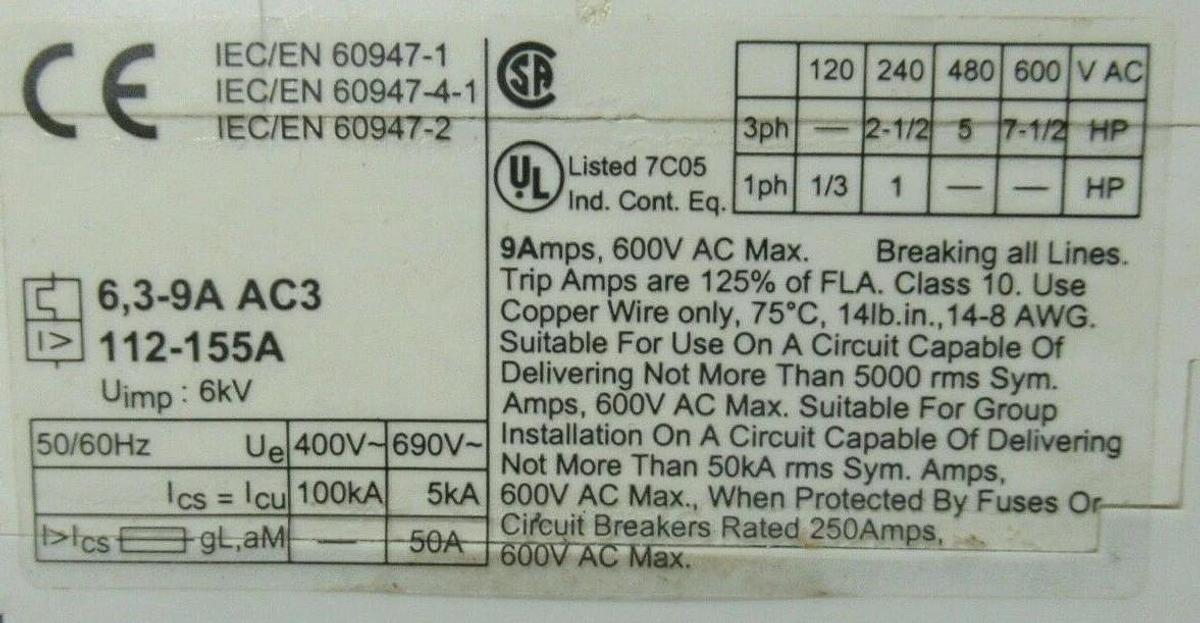 CE
IEC/EN 60947-1
IEC/EN 60947-4-1
IEC/EN 60947-2
6,3-9A AC3
I> 112-155A
Uimp : 6kV
50/60Hz Ue 400V~ 690V~
Ics = Icu 100kA 5kA
I>Ics gL,aM — 50A
SA
UL Listed 7C05
Ind. Cont. Eq.
120 240 480 600 V AC
3ph — 2-1/2 5 7-1/2 HP
1ph 1/3 1 — — HP
9Amps, 600V AC Max. Breaking all Lines.
Trip Amps are 125% of FLA. Class 10. Use
Copper Wire only, 75°C, 14lb.in.,14-8 AWG.
Suitable For Use On A Circuit Capable Of
Delivering Not More Than 5000 rms Sym.
Amps, 600V AC Max. Suitable For Group
Installation On A Circuit Capable Of Delivering
Not More Than 50kA rms Sym. Amps,
600V AC Max., When Protected By Fuses Or
Circuit Breakers Rated 250Amps,
600V AC Max.